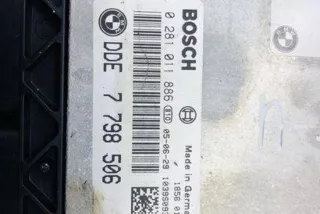 BOSCH
0 281 011 886
05-06-29
Made in German
DDE 7 798 506